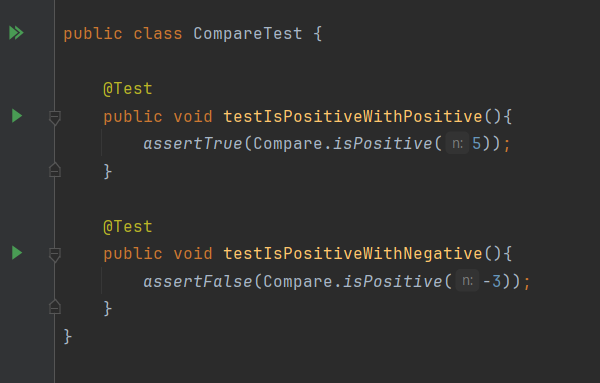 public class CompareTest {
@Test
public void testIsPositiveWithPositive(){
assertTrue(Compare.isPositive( n: 5));
}
@Test
public void testIsPositiveWithNegative(){
assertFalse(Compare.isPositive( n: -3));
}
}